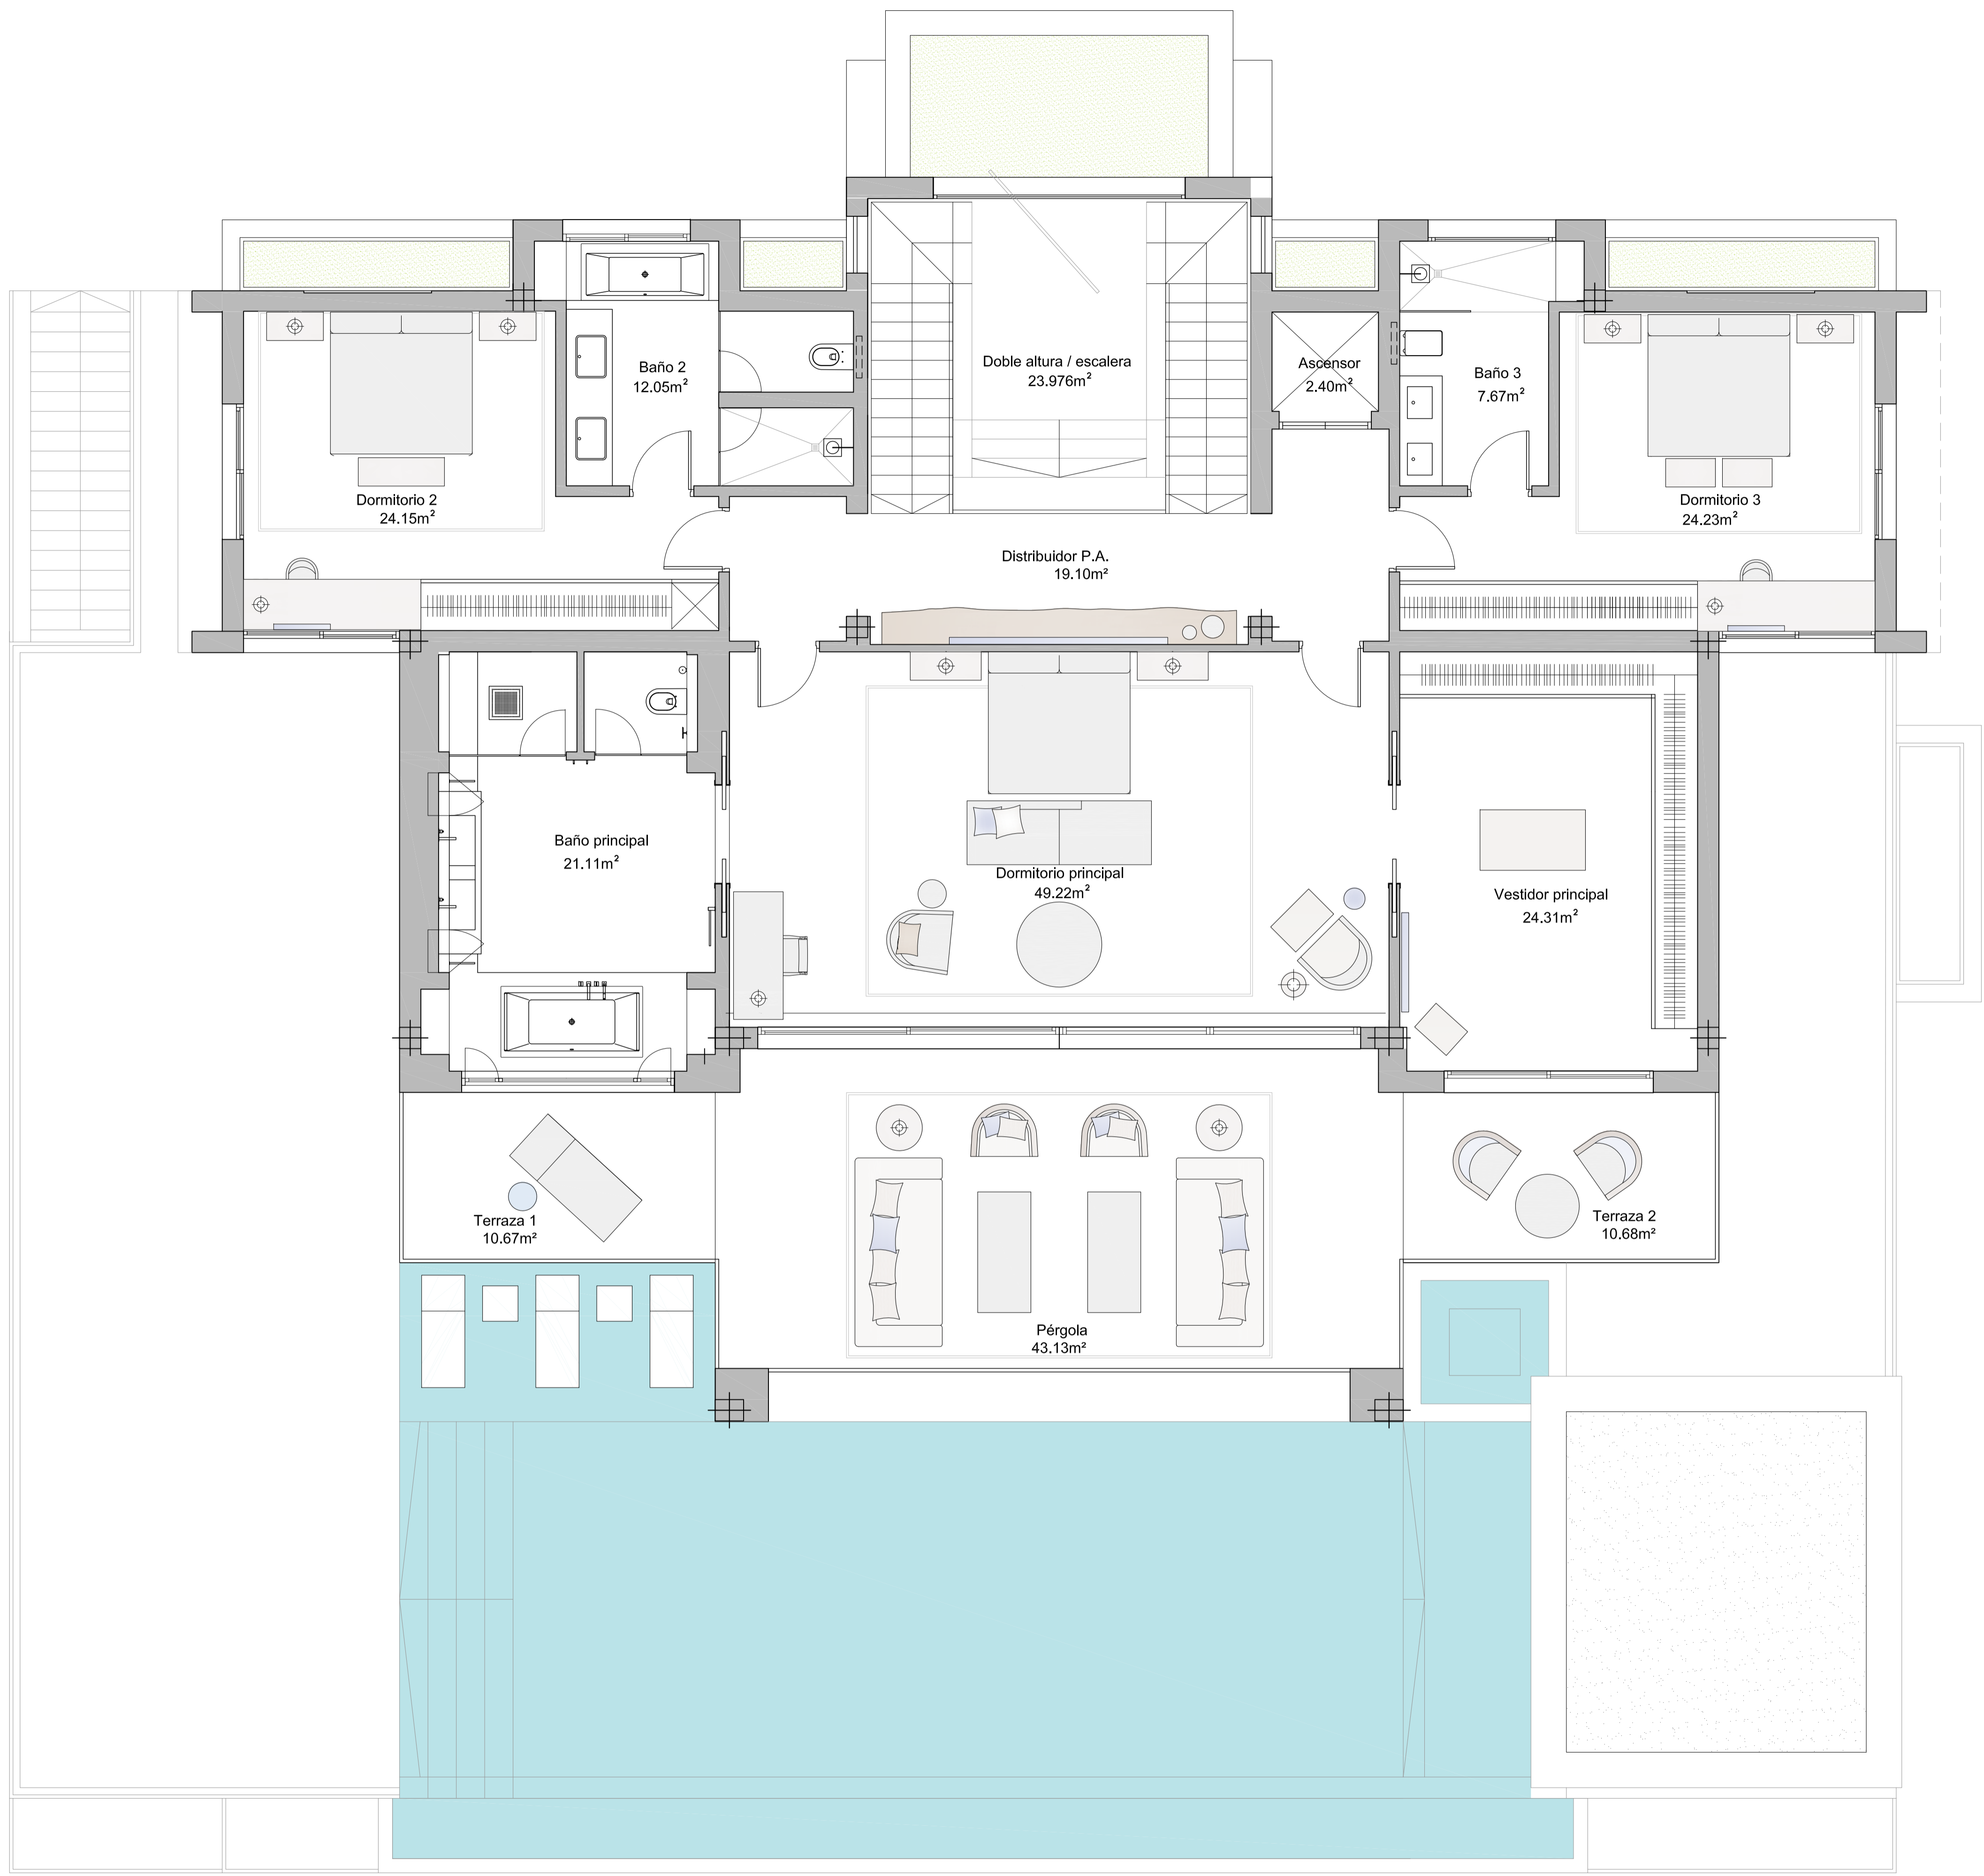 Doble altura / escalera
23.976m²
Ascensor
2.40m²
Baño 2
12.05m²
Baño 3
7.67m²
Dormitorio 2
24.15m²
Dormitorio 3
24.23m²
Distribuidor P.A.
19.10m²
Baño principal
21.11m²
Dormitorio principal
49.22m²
Vestidor principal
24.31m²
Terraza 1
10.67m²
Terraza 2
10.68m²
Pérgola
43.13m²